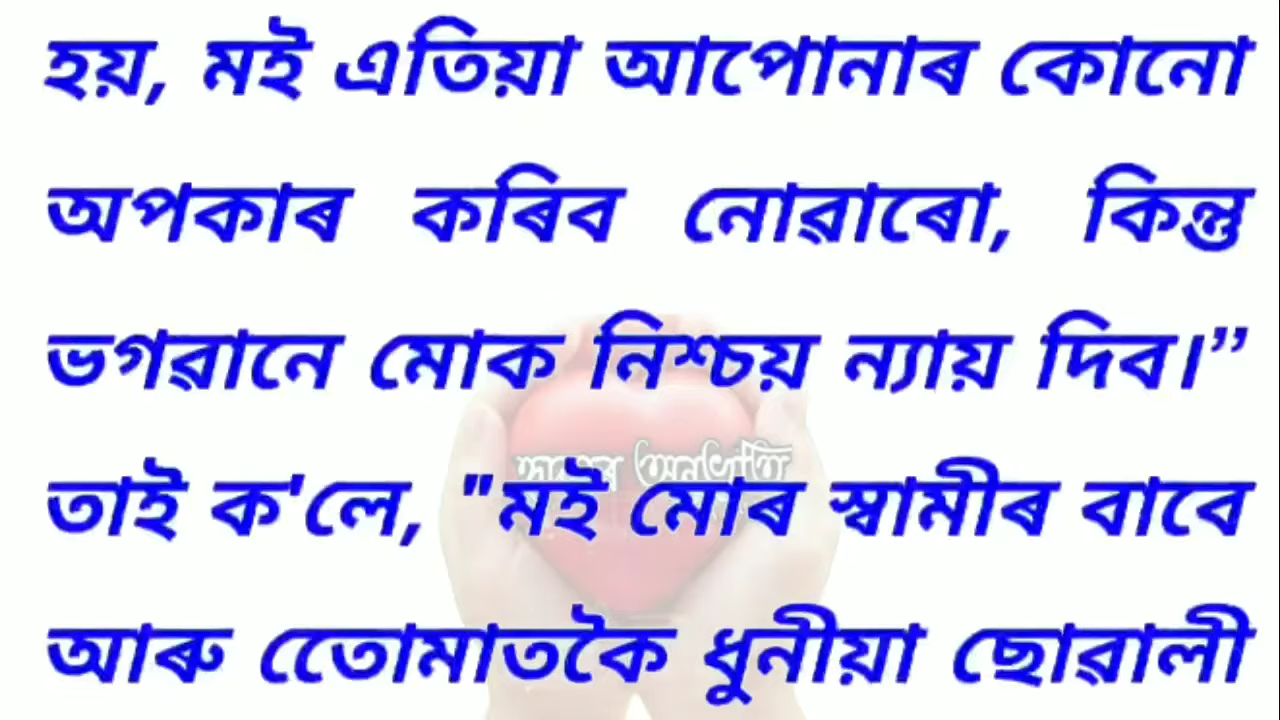 হয়, মই এতিয়া আপোনাৰ কোনো
অপকাৰ কৰিব নোৱাৰো, কিন্তু
ভগৱানে মোক নিশ্চয় ন্যায় দিব।”
তাই ক'লে, "মই মোৰ স্বামীৰ বাবে
আৰু তোেমাতকৈ ধুনীয়া ছোৱালী